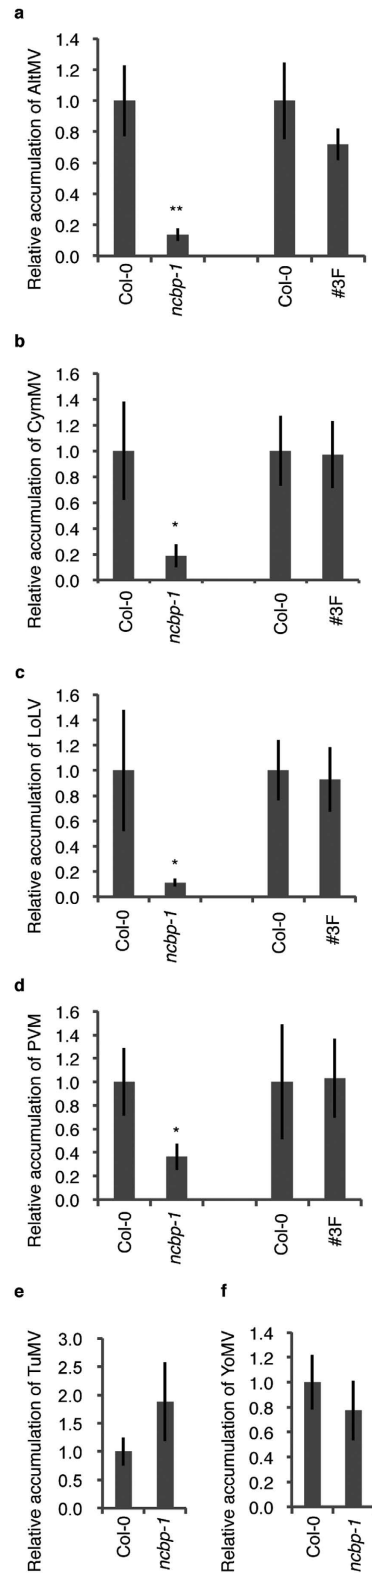 a
Relative accumulation of AltMV
1.4
1.2
1.0
0.8
0.6
0.4
0.2
0.0
**
Col-0
ncbp-1
Col-0
#3F
b
Relative accumulation of CymMV
1.6
1.4
1.2
1.0
0.8
0.6
0.4
0.2
0.0
*
Col-0
ncbp-1
Col-0
#3F
c
Relative accumulation of LoLV
1.6
1.4
1.2
1.0
0.8
0.6
0.4
0.2
0.0
*
Col-0
ncbp-1
Col-0
#3F
d
Relative accumulation of PVM
1.6
1.4
1.2
1.0
0.8
0.6
0.4
0.2
0.0
*
Col-0
ncbp-1
Col-0
#3F
e
Relative accumulation of TuMV
3.0
2.5
2.0
1.5
1.0
0.5
0.0
Col-0
ncbp-1
f
Relative accumulation of YoMV
1.4
1.2
1.0
0.8
0.6
0.4
0.2
0.0
Col-0
ncbp-1